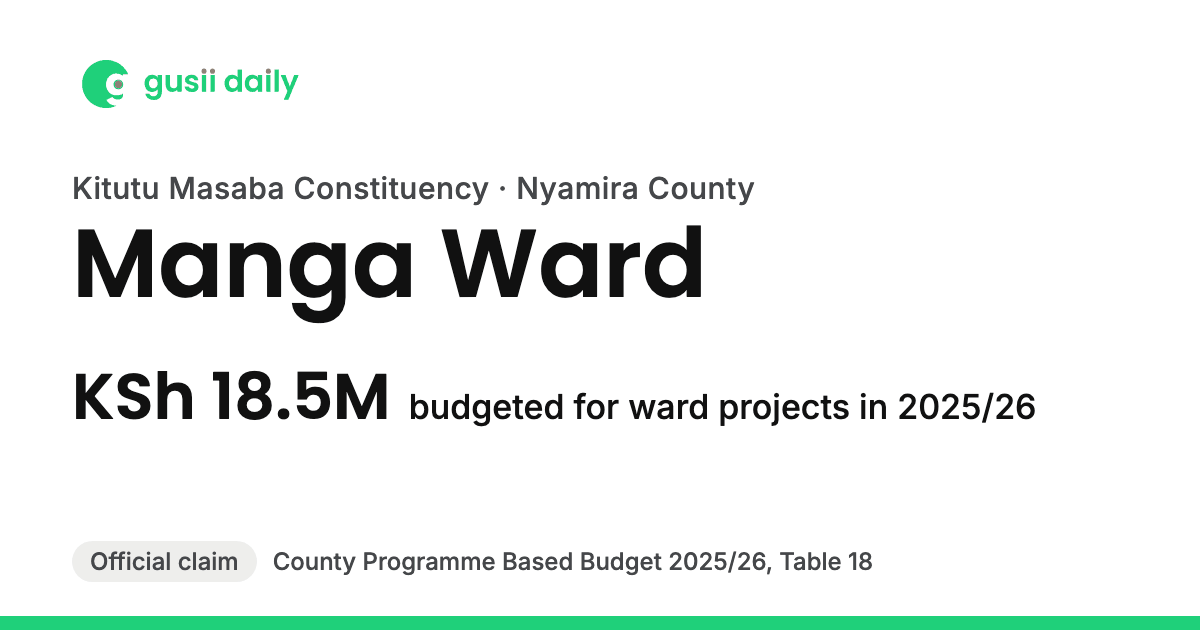 gusii daily
Kitutu Masaba Constituency · Nyamira County
Manga Ward
KSh 18.5M budgeted for ward projects in 2025/26
Official claim County Programme Based Budget 2025/26, Table 18